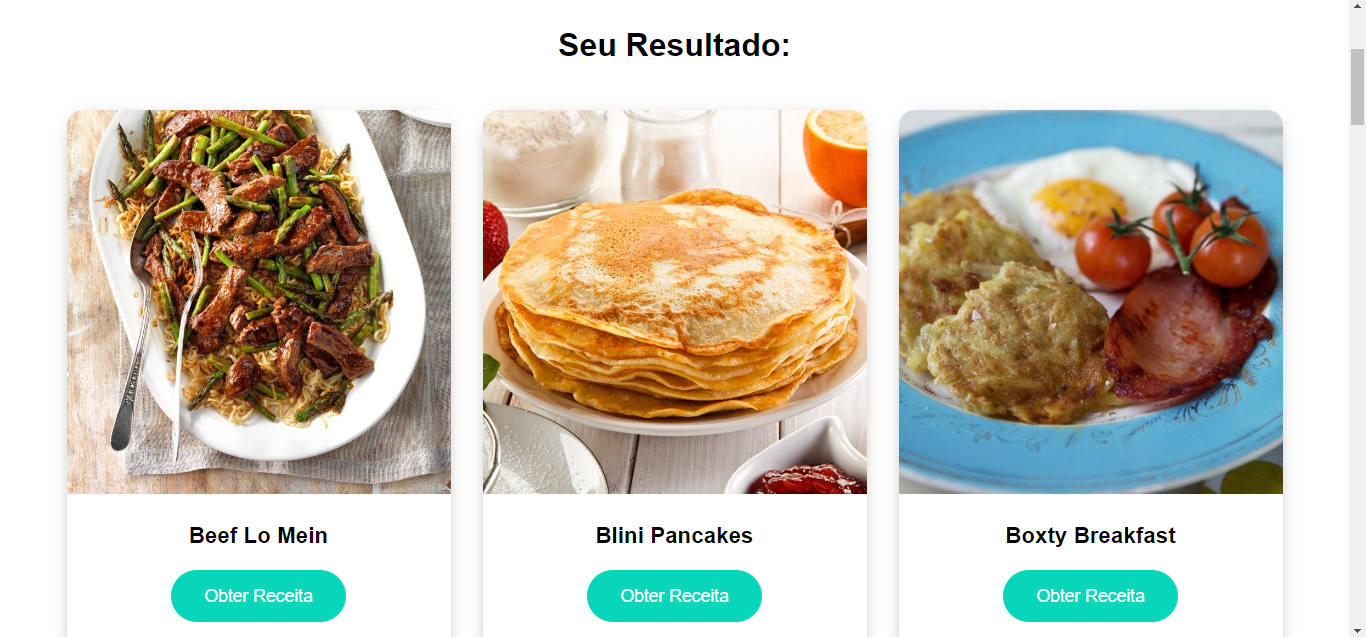 Seu Resultado:
Beef Lo Mein
Blini Pancakes
Boxty Breakfast
Obter Receita
Obter Receita
Obter Receita